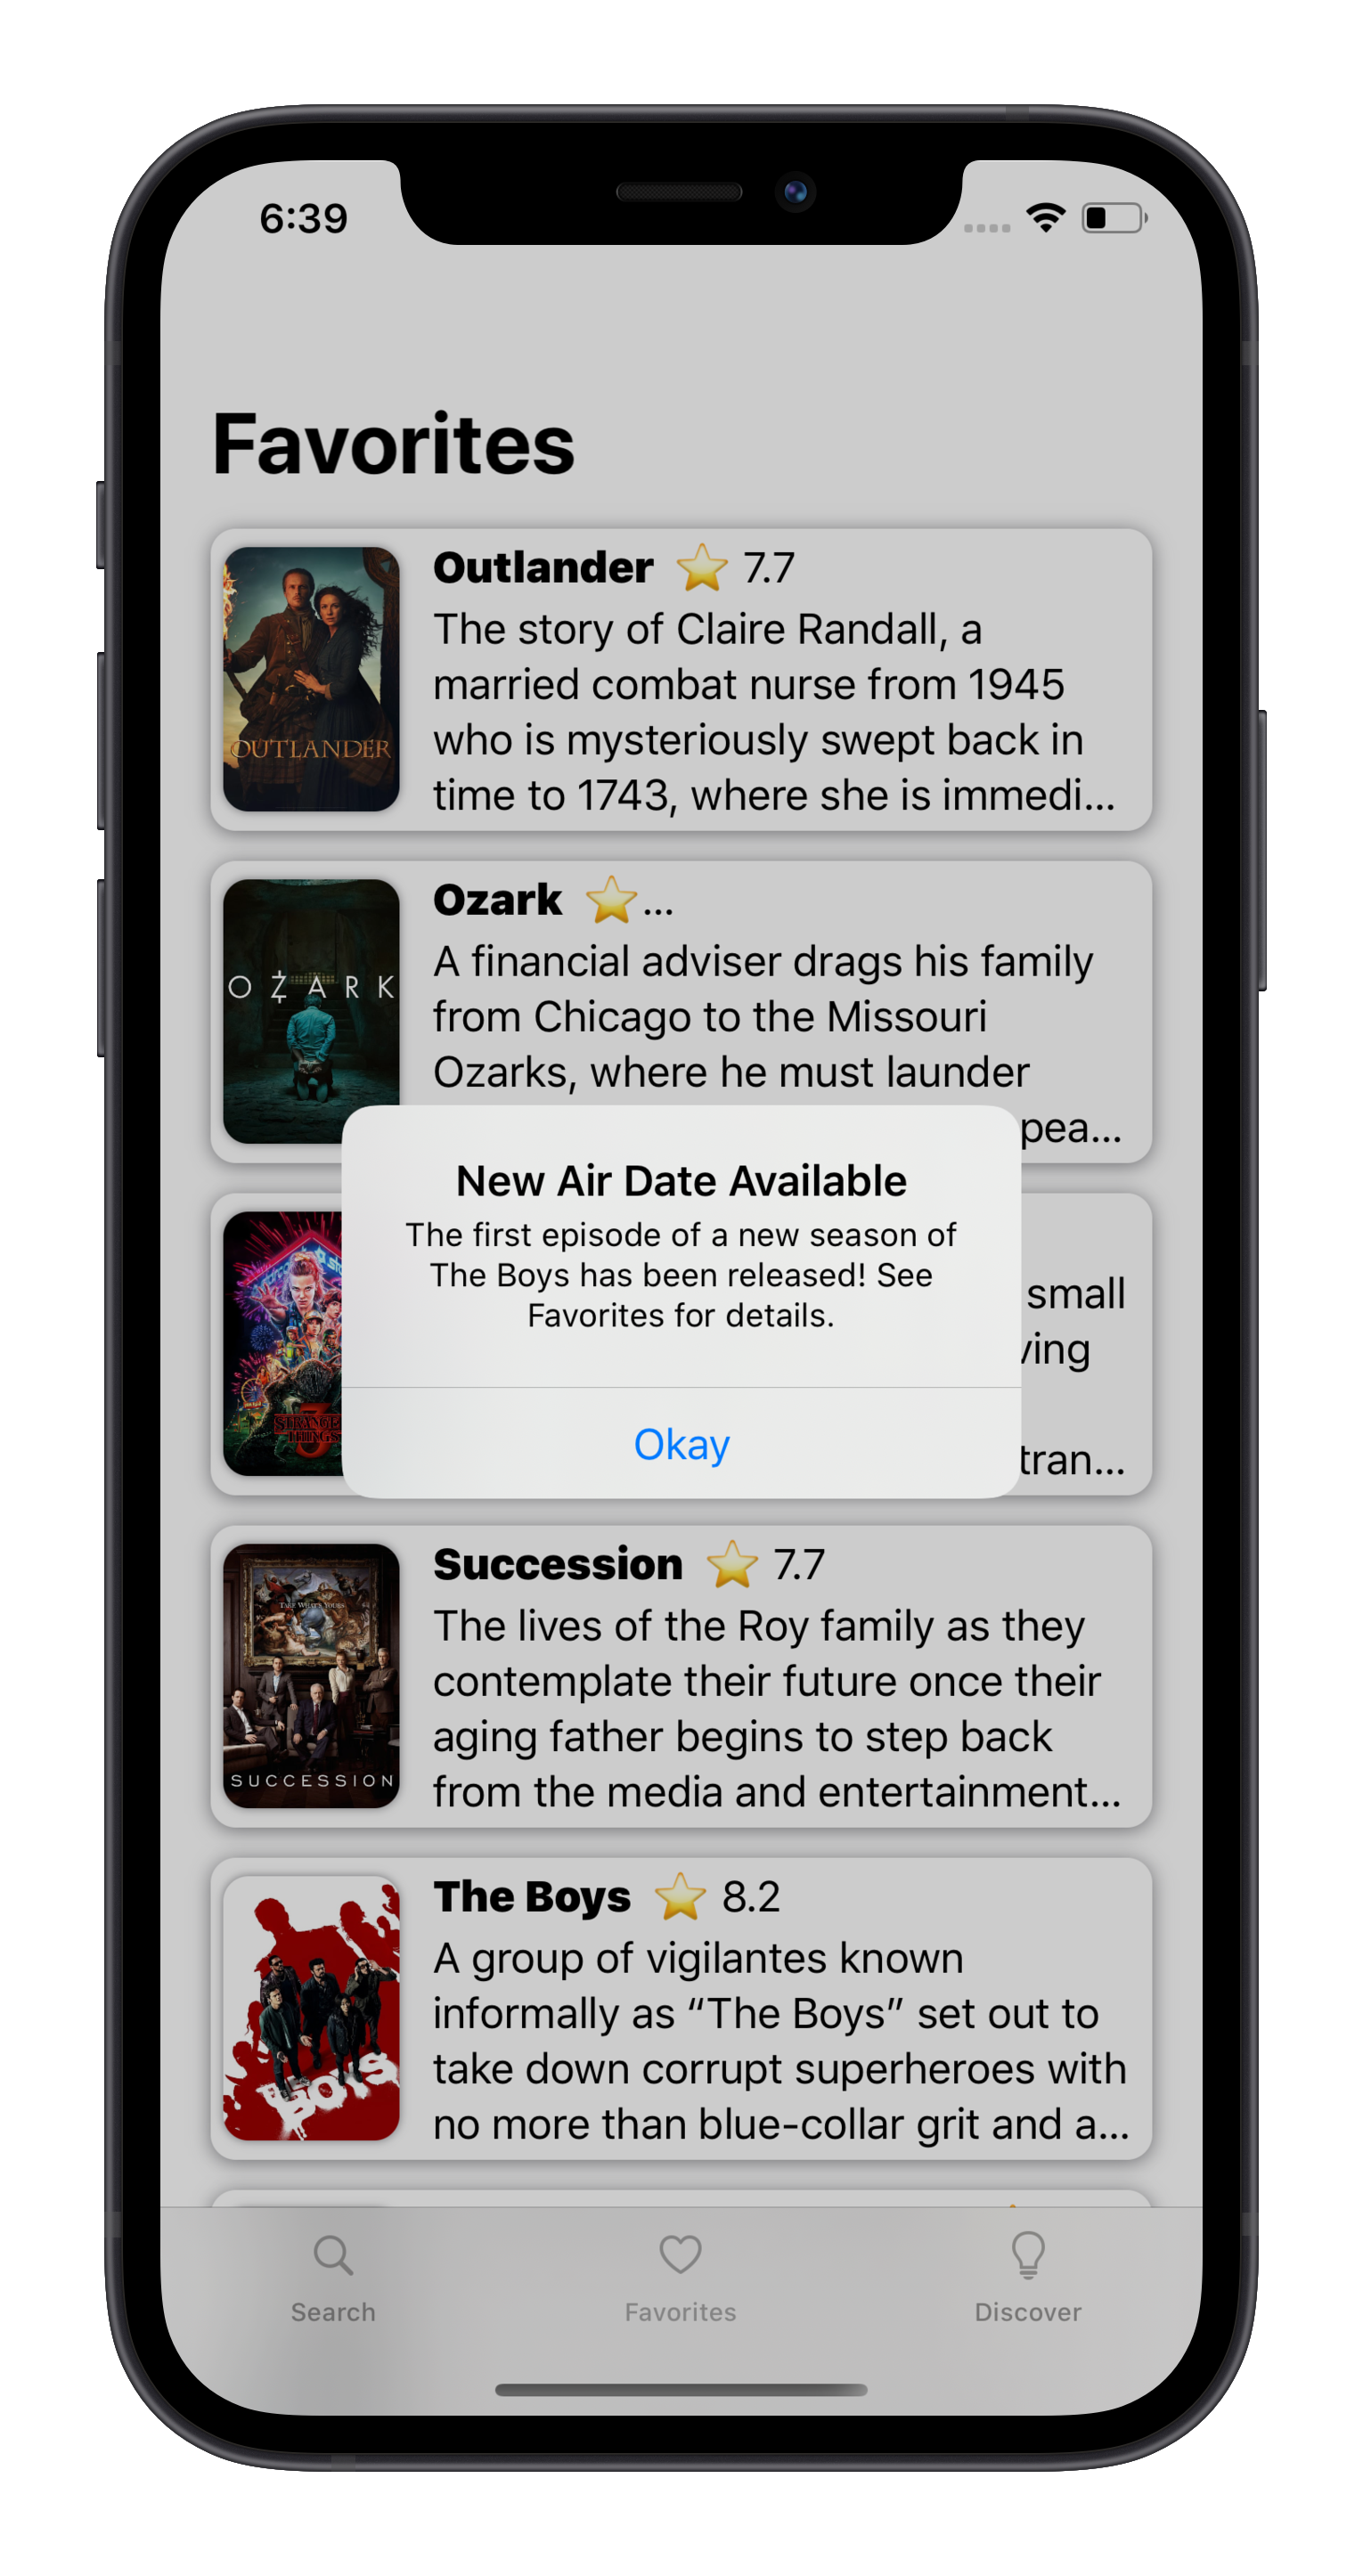 6:39
Favorites
OUTLANDER
Outlander ⭐ 7.7
The story of Claire Randall, a
married combat nurse from 1945
who is mysteriously swept back in
time to 1743, where she is immedi...
OZARK
Ozark ⭐...
A financial adviser drags his family
from Chicago to the Missouri
Ozarks, where he must launder
pea...
New Air Date Available
The first episode of a new season of
The Boys has been released! See
Favorites for details.
Okay
STRANGE
THINGS
3
small
ving
tran...
TAKE WHAT'S YOURS
SUCCESSION
Succession ⭐ 7.7
The lives of the Roy family as they
contemplate their future once their
aging father begins to step back
from the media and entertainment...
THE
BOYS
The Boys ⭐ 8.2
A group of vigilantes known
informally as “The Boys” set out to
take down corrupt superheroes with
no more than blue-collar grit and a...
Search
Favorites
Discover